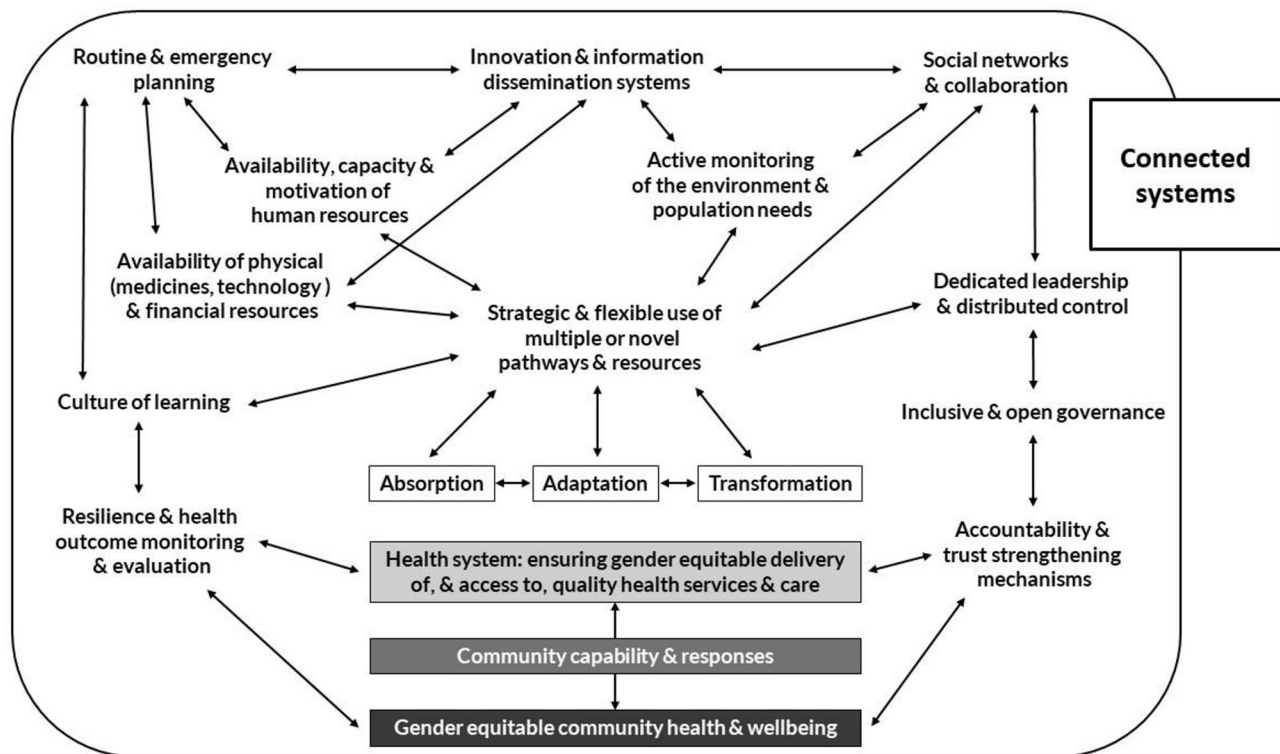 Routine & emergency
planning
Innovation & information
dissemination systems
Social networks
& collaboration
Connected
systems
Availability, capacity &
motivation of
human resources
Active monitoring
of the environment &
population needs
Availability of physical
(medicines, technology )
& financial resources
Strategic & flexible use of
multiple or novel
pathways & resources
Dedicated leadership
& distributed control
Culture of learning
Inclusive & open governance
Absorption
Adaptation
Transformation
Resilience & health
outcome monitoring
& evaluation
Health system: ensuring gender equitable delivery
of, & access to, quality health services & care
Accountability &
trust strengthening
mechanisms
Community capability & responses
Gender equitable community health & wellbeing